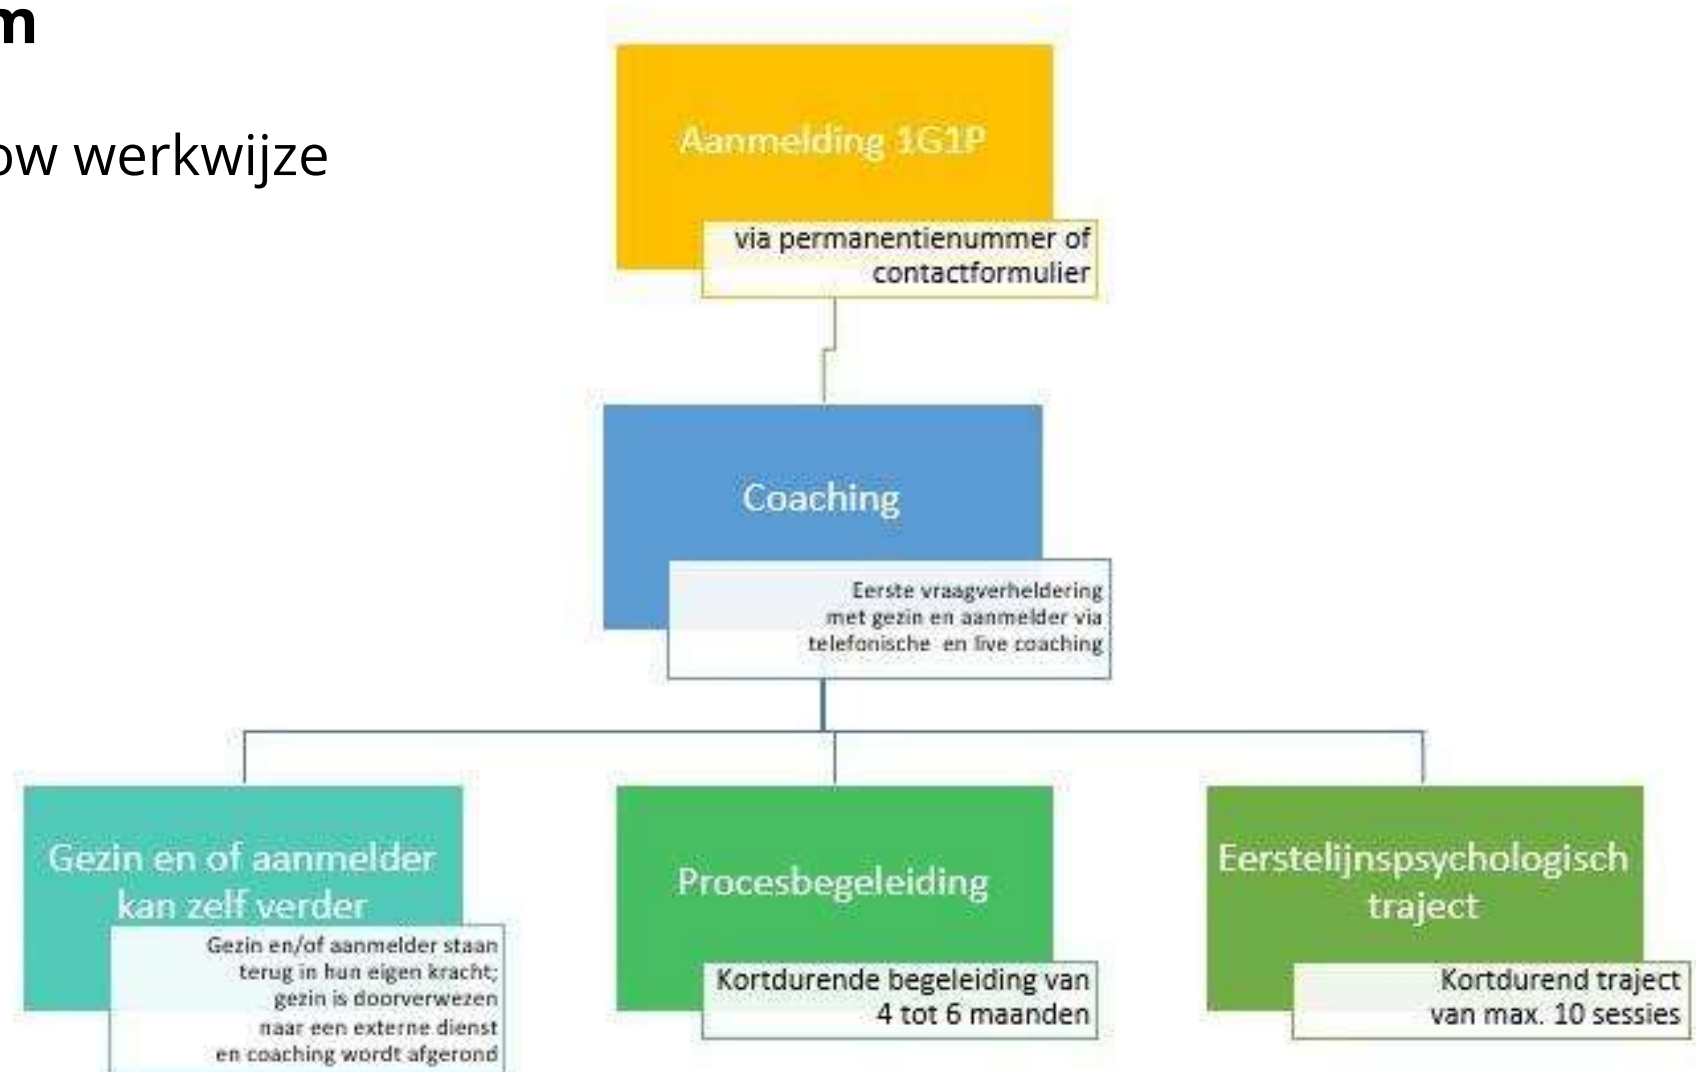 m
ow werkwijze
Aanmelding 1G1P
via permanentienummer of
contactformulier
Coaching
Eerste vraagverheldering
met gezin en aanmelder via
telefonische en live coaching
Gezin en of aanmelder
kan zelf verder
Gezin en/of aanmelder staan
terug in hun eigen kracht;
gezin is doorverwezen
naar een externe dienst
en coaching wordt afgerond
Procesbegeleiding
Kortdurende begeleiding van
4 tot 6 maanden
Eerstelijnspsychologisch
traject
Kortdurend traject
van max. 10 sessies